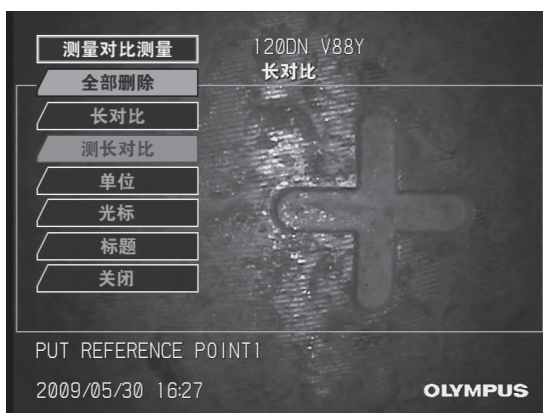 测量对比测量
120DN V88Y
长对比
全部删除
长对比
测长对比
单位
光标
标题
关闭
PUT REFERENCE POINT1
2009/05/30 16:27
OLYMPUS